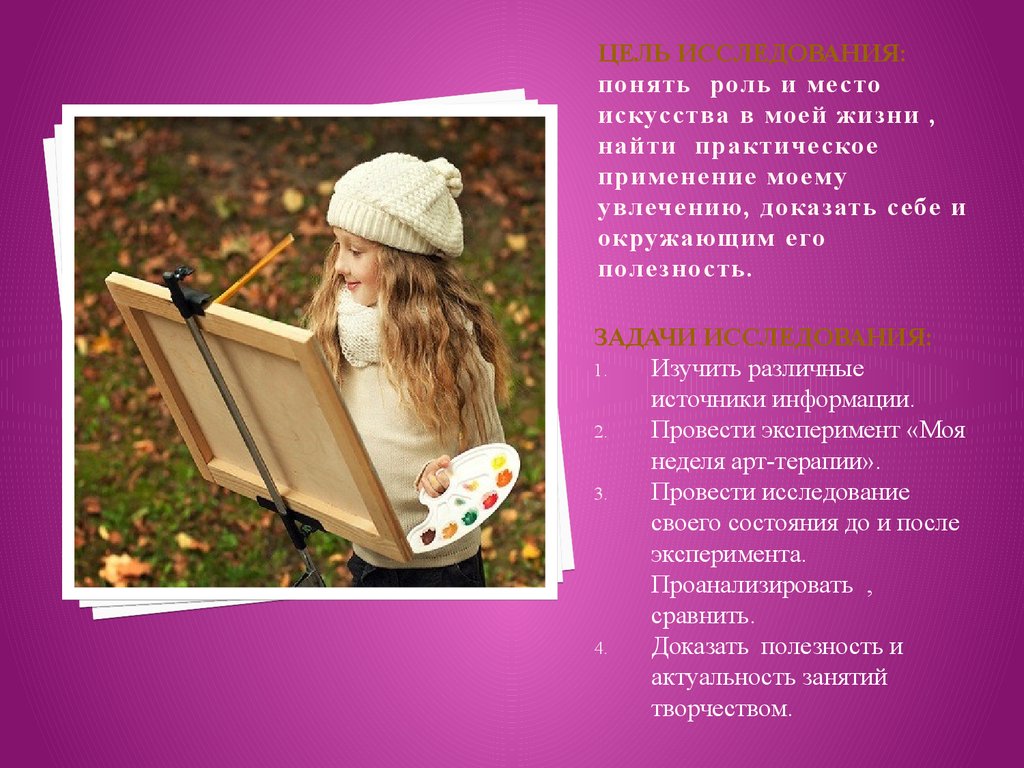 ЦЕЛЬ ИССЛЕДОВАНИЯ:
понять роль и место
искусства в моей жизни ,
найти практическое
применение моему
увлечению, доказать себе и
окружающим его
полезность.
ЗАДАЧИ ИССЛЕДОВАНИЯ:
1. Изучить различные
источники информации.
2. Провести эксперимент «Моя
неделя арт-терапии».
3. Провести исследование
своего состояния до и после
эксперимента.
Проанализировать ,
сравнить.
4. Доказать полезность и
актуальность занятий
творчеством.